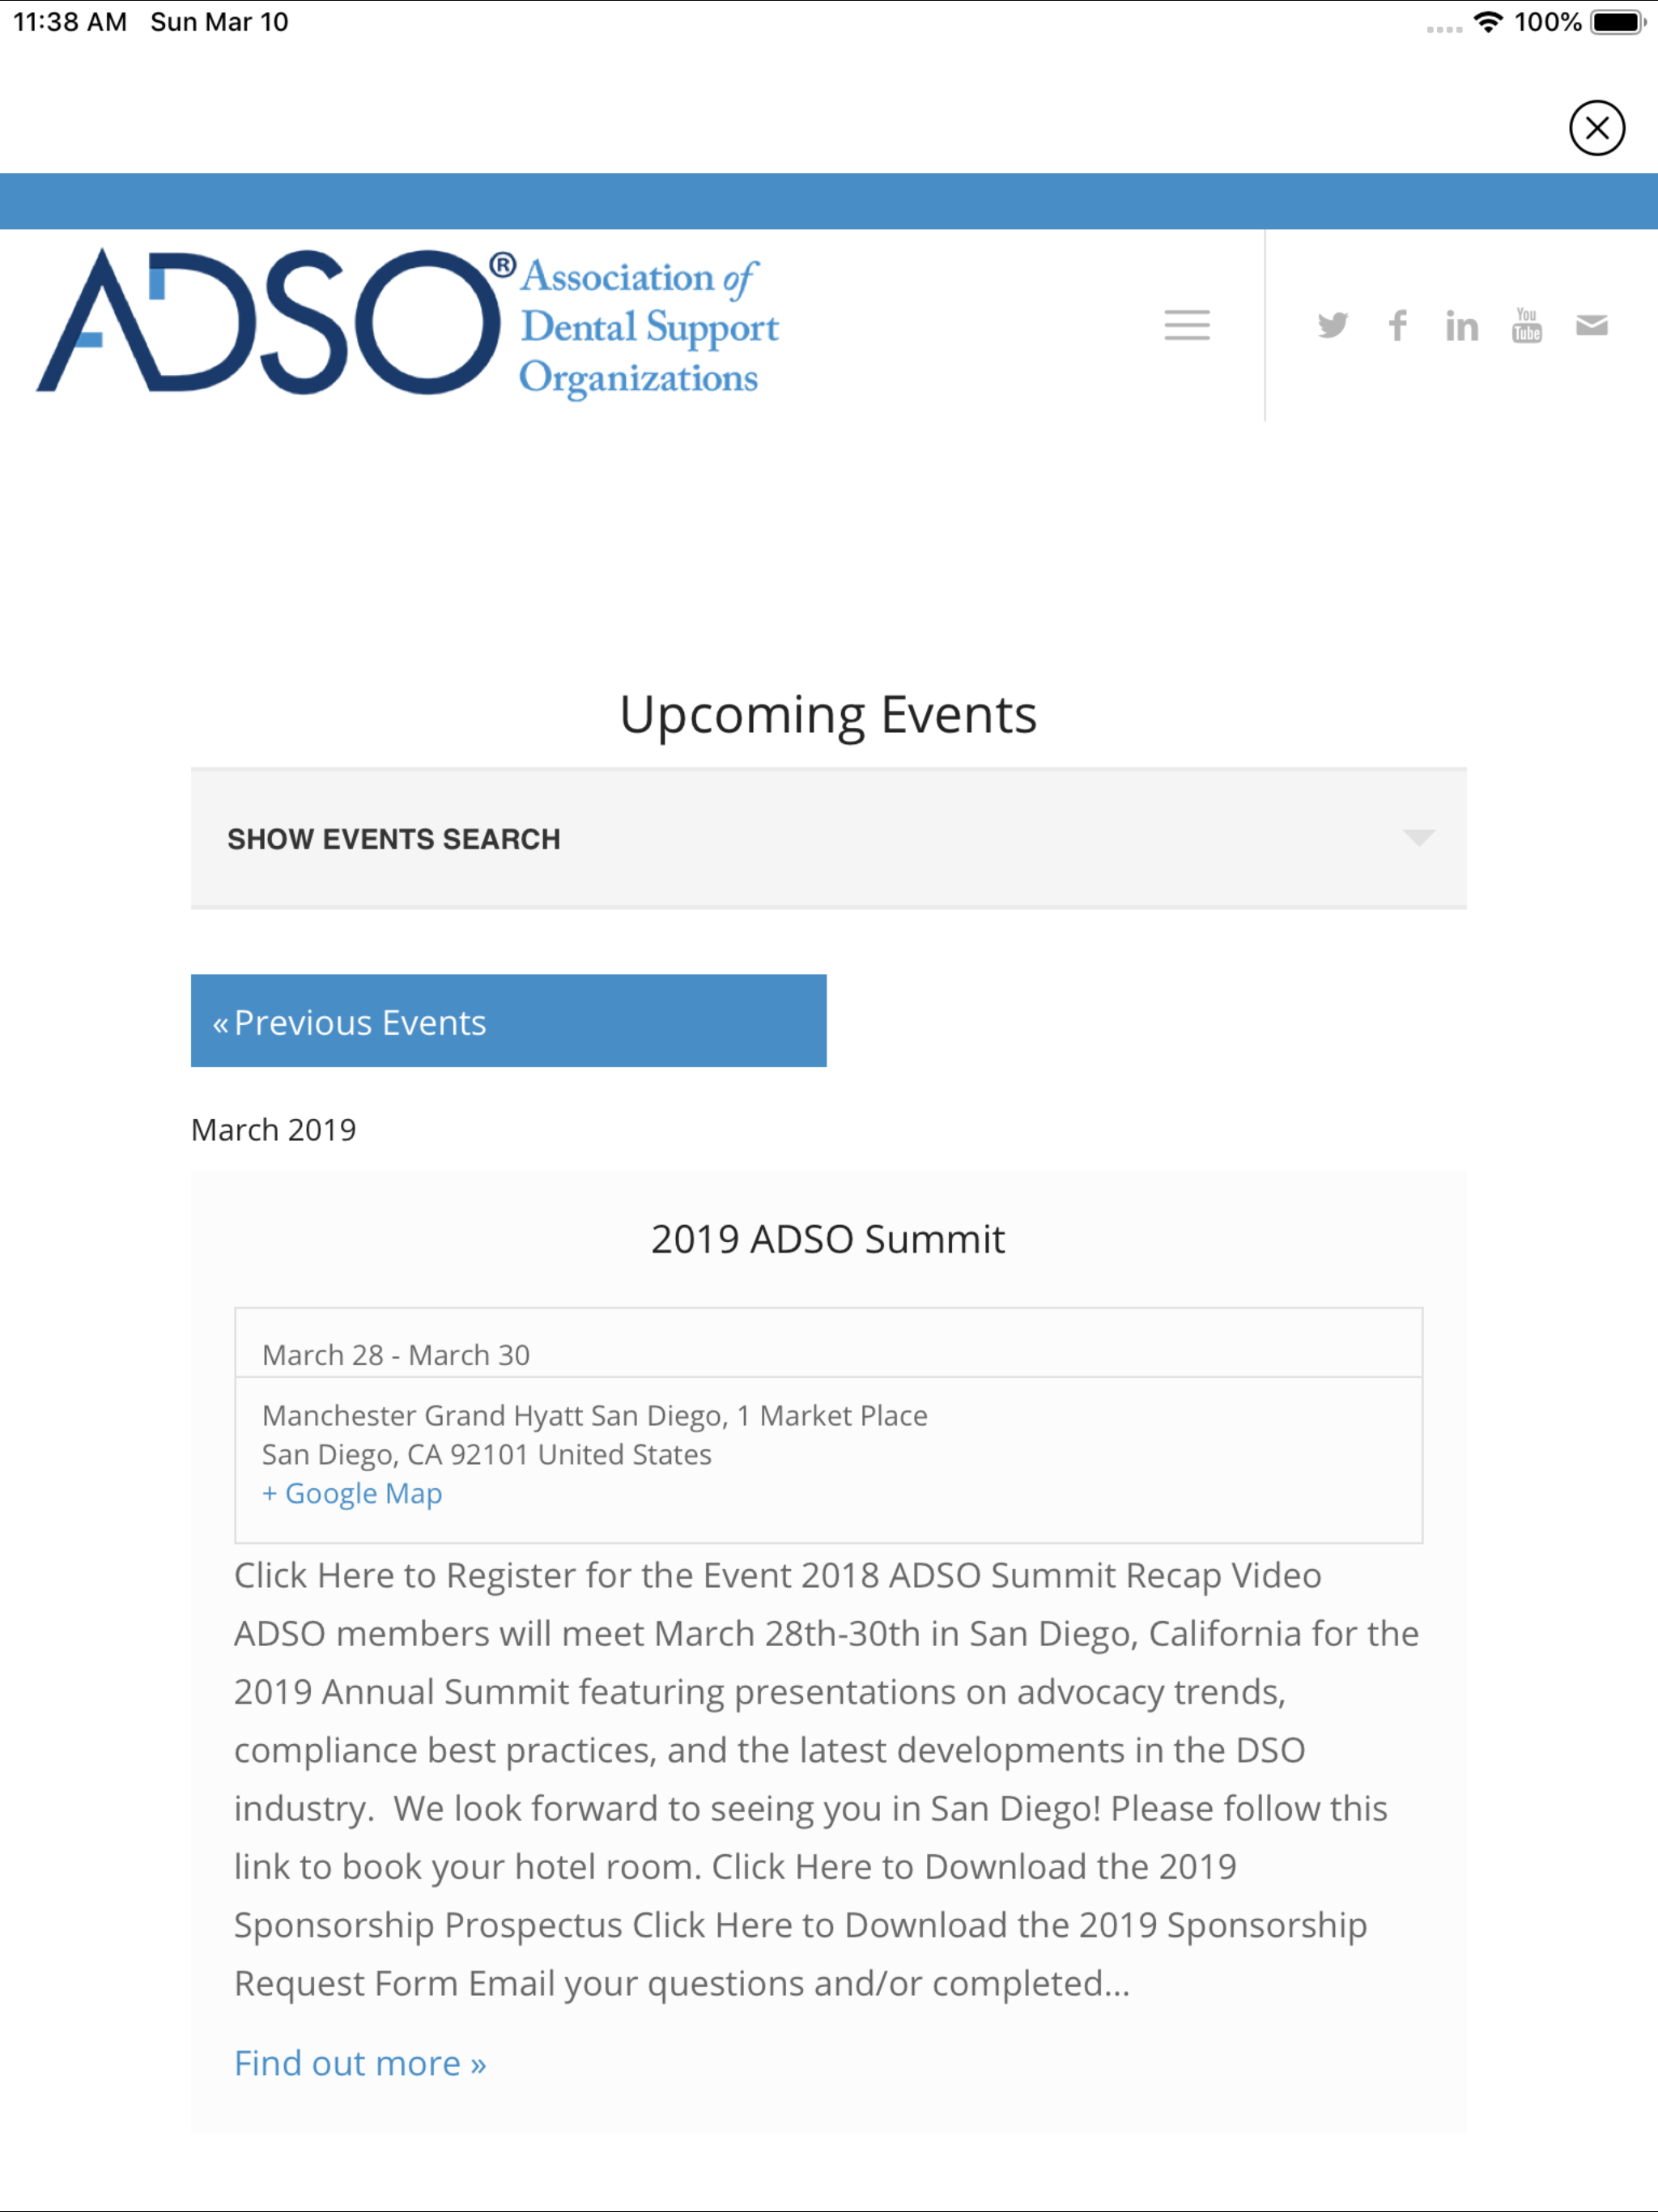 11:38 AM Sun Mar 10 100%
ADSO® Association of
Dental Support
Organizations
You
Tube
Upcoming Events
SHOW EVENTS SEARCH
« Previous Events
March 2019
2019 ADSO Summit
March 28 - March 30
Manchester Grand Hyatt San Diego, 1 Market Place
San Diego, CA 92101 United States
+ Google Map
Click Here to Register for the Event 2018 ADSO Summit Recap Video
ADSO members will meet March 28th-30th in San Diego, California for the
2019 Annual Summit featuring presentations on advocacy trends,
compliance best practices, and the latest developments in the DSO
industry.  We look forward to seeing you in San Diego! Please follow this
link to book your hotel room. Click Here to Download the 2019
Sponsorship Prospectus Click Here to Download the 2019 Sponsorship
Request Form Email your questions and/or completed...
Find out more »